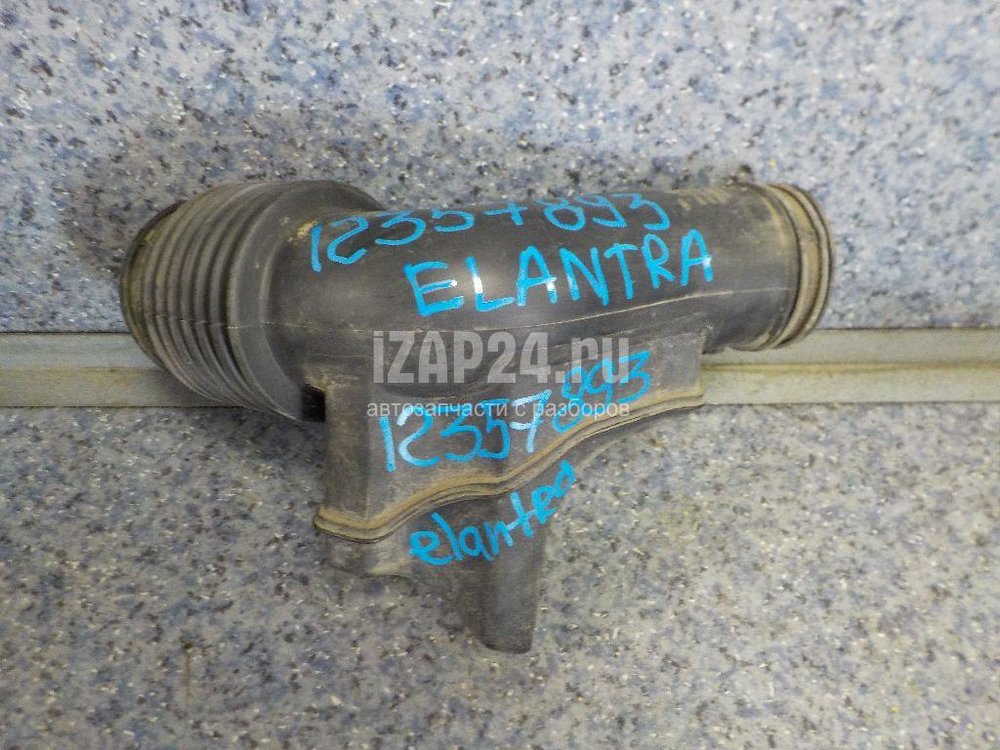 12357893
ELANTRA
iZAP24.ru
автозапчасти с разборов
12357893
elantra